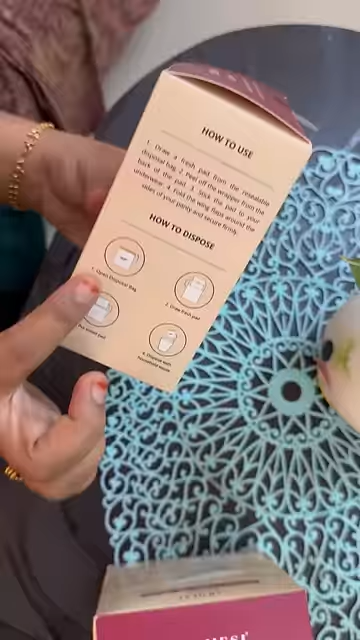 HOW TO USE
1. Draw a fresh pad from the resealable
disposal bag 2. Peel off the wrapper from the
back of the pad 3. Stick the pad to your
underwear. 4. Fold the wing flaps around the
sides of your panty and secure firmly.
HOW TO DISPOSE
1. Open Disposal Bag
2. Draw fresh pad
4. Dispose with
household waste